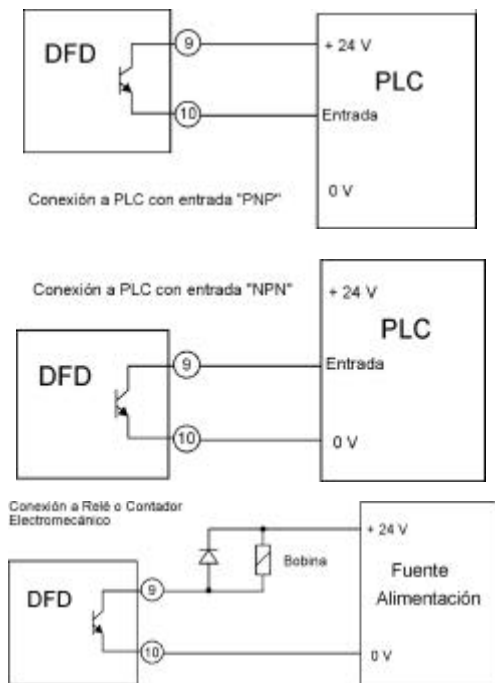 DFD
9
+ 24 V
PLC
10
Entrada
0 V
Conexión a PLC con entrada "PNP"
Conexión a PLC con entrada "NPN"
+ 24 V
PLC
DFD
9
Entrada
10
0 V
Conexión a Relé o Contador
Electromecánico
+ 24 V
Bobina
DFD
9
Fuente
Alimentación
10
0 V